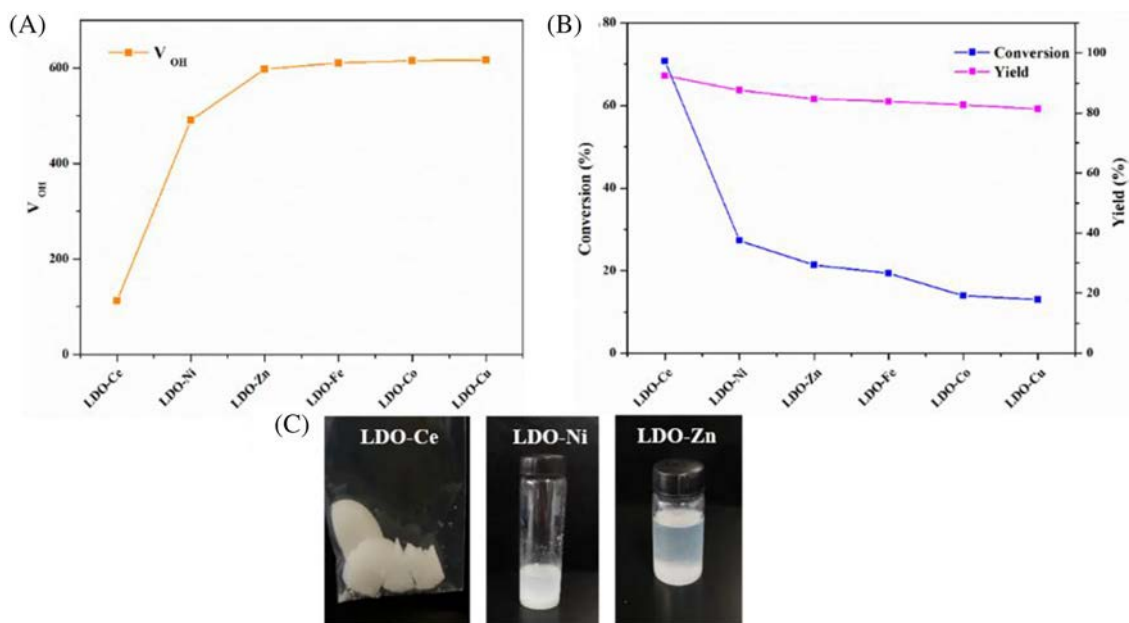 (A)
V OH
V OH
600
400
200
0
LDO-Ce
LDO-Ni
LDO-Zn
LDO-Fe
LDO-Co
LDO-Cu
(B)
Conversion
Yield
Conversion (%)
80
60
40
20
0
Yield (%)
100
80
60
40
20
0
LDO-Ce
LDO-Ni
LDO-Zn
LDO-Fe
LDO-Co
LDO-Cu
(C)
LDO-Ce
LDO-Ni
LDO-Zn